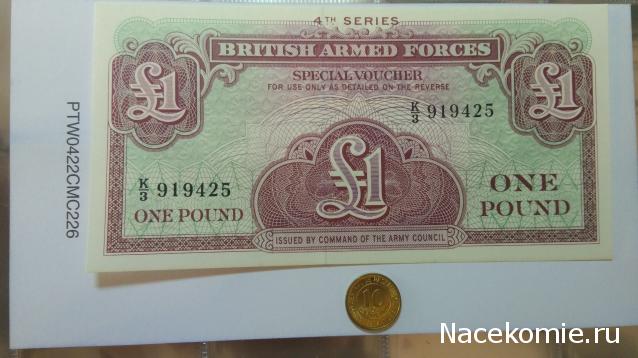 4TH SERIES
BRITISH ARMED FORCES
SPECIAL VOUCHER
FOR USE ONLY AS DETAILED ON THE REVERSE
£1
£1
K/3 919425
£1
K/3 919425
ONE POUND
ONE
POUND
ISSUED BY COMMAND OF THE ARMY COUNCIL
PTW0422CMC226
10
Nacekomie.ru